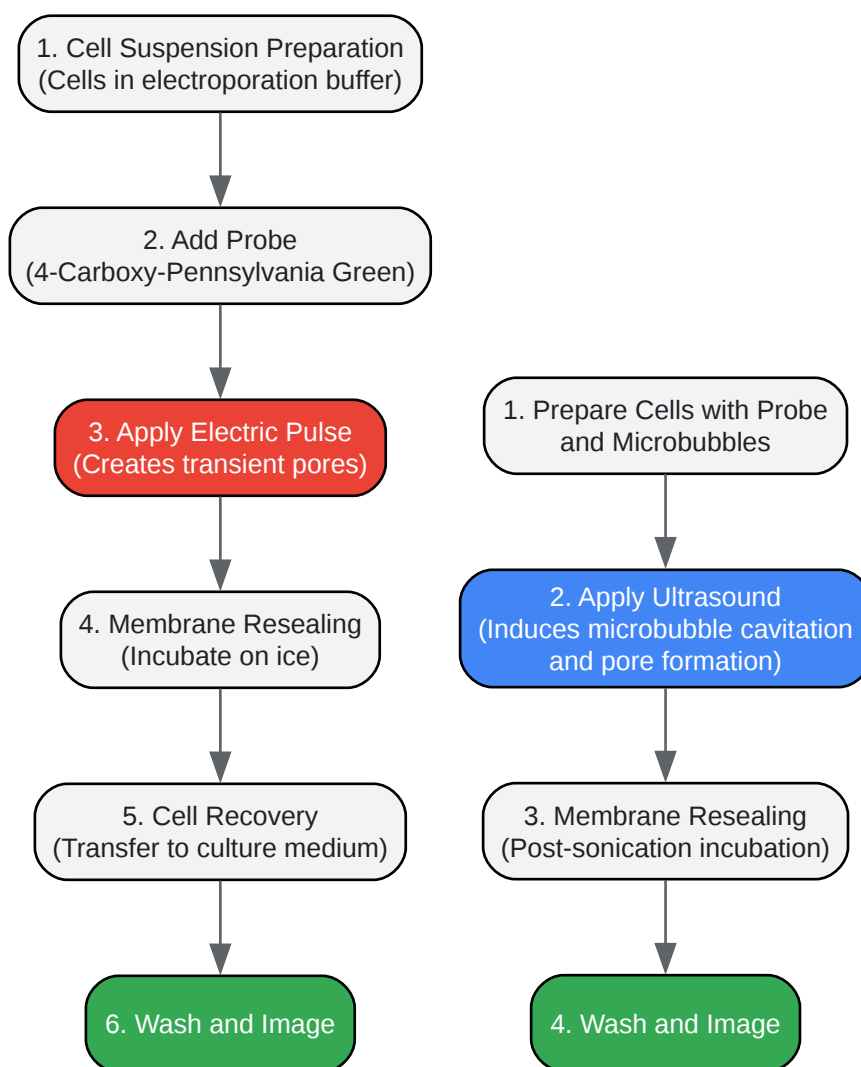 1. Cell Suspension Preparation
(Cells in electroporation buffer)
2. Add Probe
(4-Carboxy-Pennsylvania Green)
3. Apply Electric Pulse
(Creates transient pores)
4. Membrane Resealing
(Incubate on ice)
5. Cell Recovery
(Transfer to culture medium)
6. Wash and Image
1. Prepare Cells with Probe
and Microbubbles
2. Apply Ultrasound
(Induces microbubble cavitation
and pore formation)
3. Membrane Resealing
(Post-sonication incubation)
4. Wash and Image